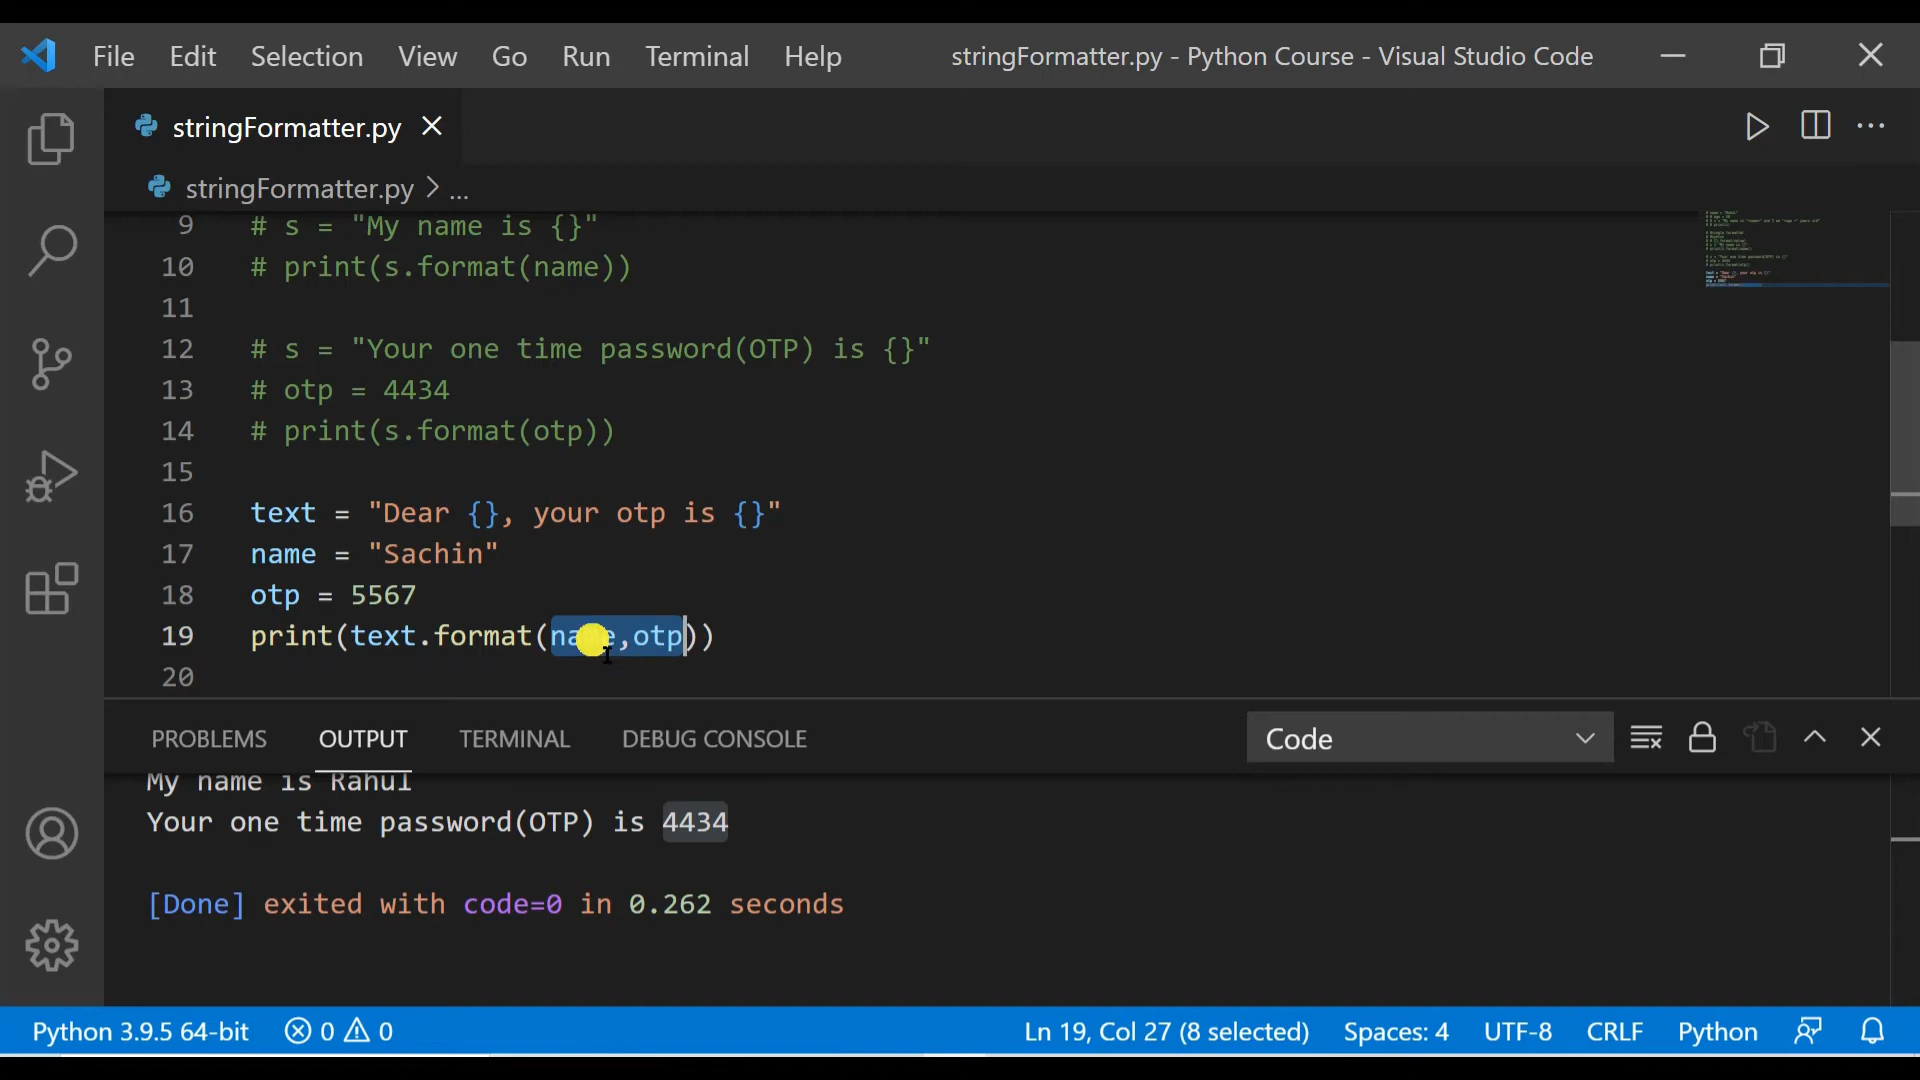 File Edit Selection View Go Run Terminal Help stringFormatter.py - Python Course - Visual Studio Code
stringFormatter.py
stringFormatter.py > ...
9 # s = "My name is {}"
10 # print(s.format(name))
11
12 # s = "Your one time password(OTP) is {}"
13 # otp = 4434
14 # print(s.format(otp))
15
16 text = "Dear {}, your otp is {}"
17 name = "Sachin"
18 otp = 5567
19 print(text.format(name,otp))
20
PROBLEMS OUTPUT TERMINAL DEBUG CONSOLE Code
My name is Rahul
Your one time password(OTP) is 4434
[Done] exited with code=0 in 0.262 seconds
Python 3.9.5 64-bit 0 0 Ln 19, Col 27 (8 selected) Spaces: 4 UTF-8 CRLF Python